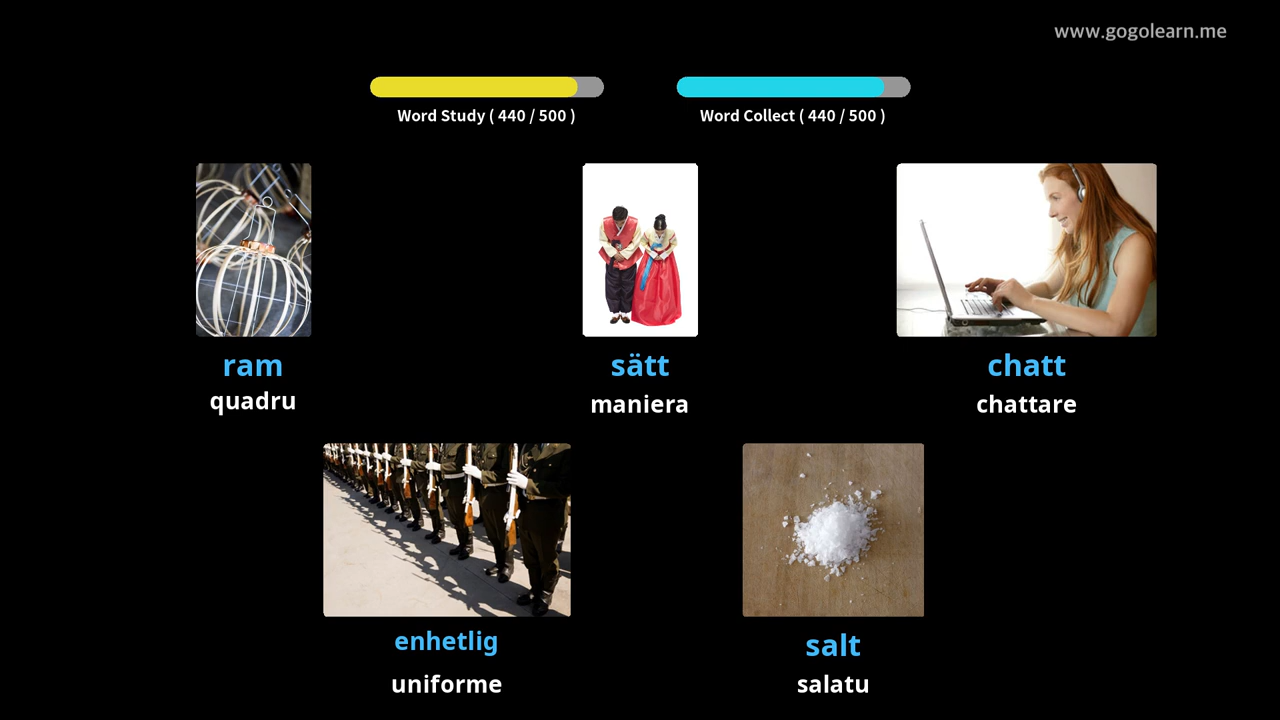 www.gogolearn.me
Word Study ( 440 / 500 )
Word Collect ( 440 / 500 )
ram
quadru
sätt
maniera
chatt
chattare
enhetlig
uniforme
salt
salatu